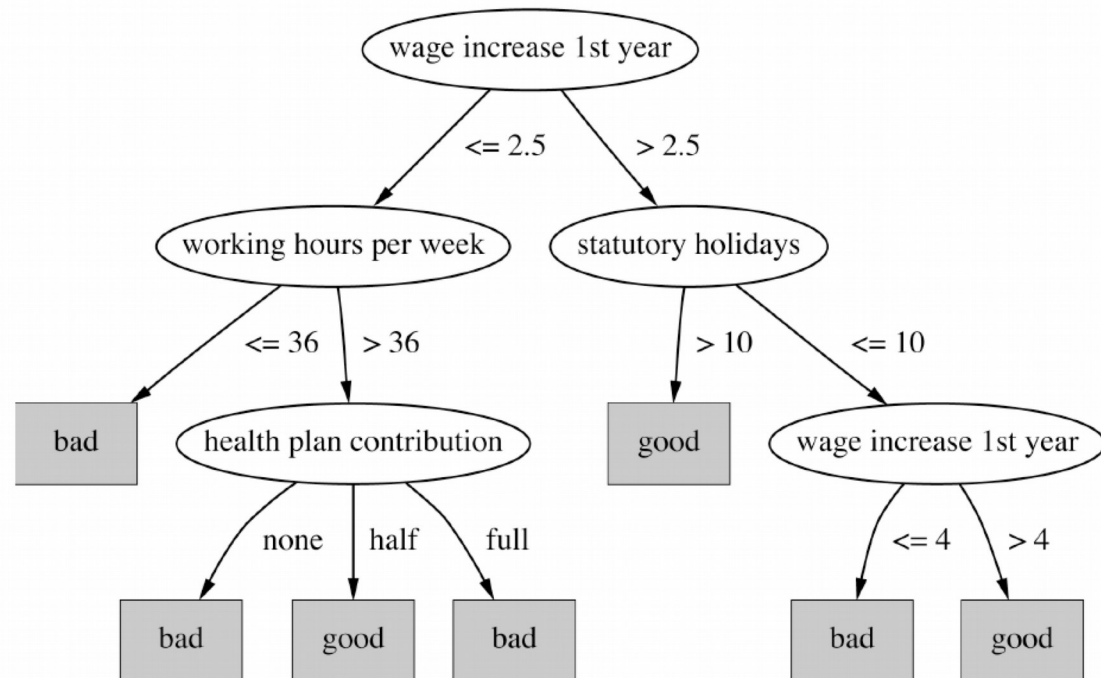 wage increase 1st year
<= 2.5
> 2.5
working hours per week
statutory holidays
<= 36
> 36
> 10
<= 10
bad
health plan contribution
good
wage increase 1st year
none
half
full
<= 4
> 4
bad
good
bad
bad
good